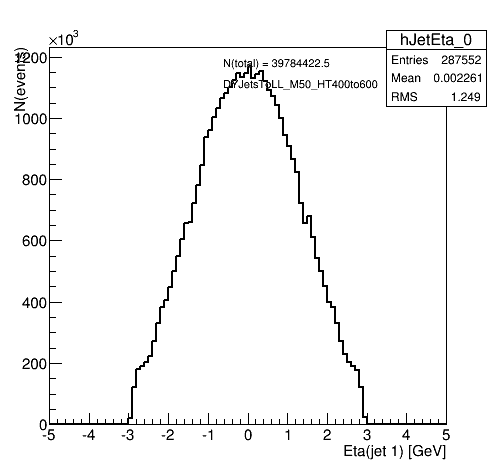 hJetEta_0
Entries 287552
Mean 0.002261
RMS 1.249
×10³
N(events)
1200
1000
800
600
400
200
0
N(total) = 39784422.5
DYJetsToLL_M50_HT400to600
-5 -4 -3 -2 -1 0 1 2 3 4 5
Eta(jet 1) [GeV]